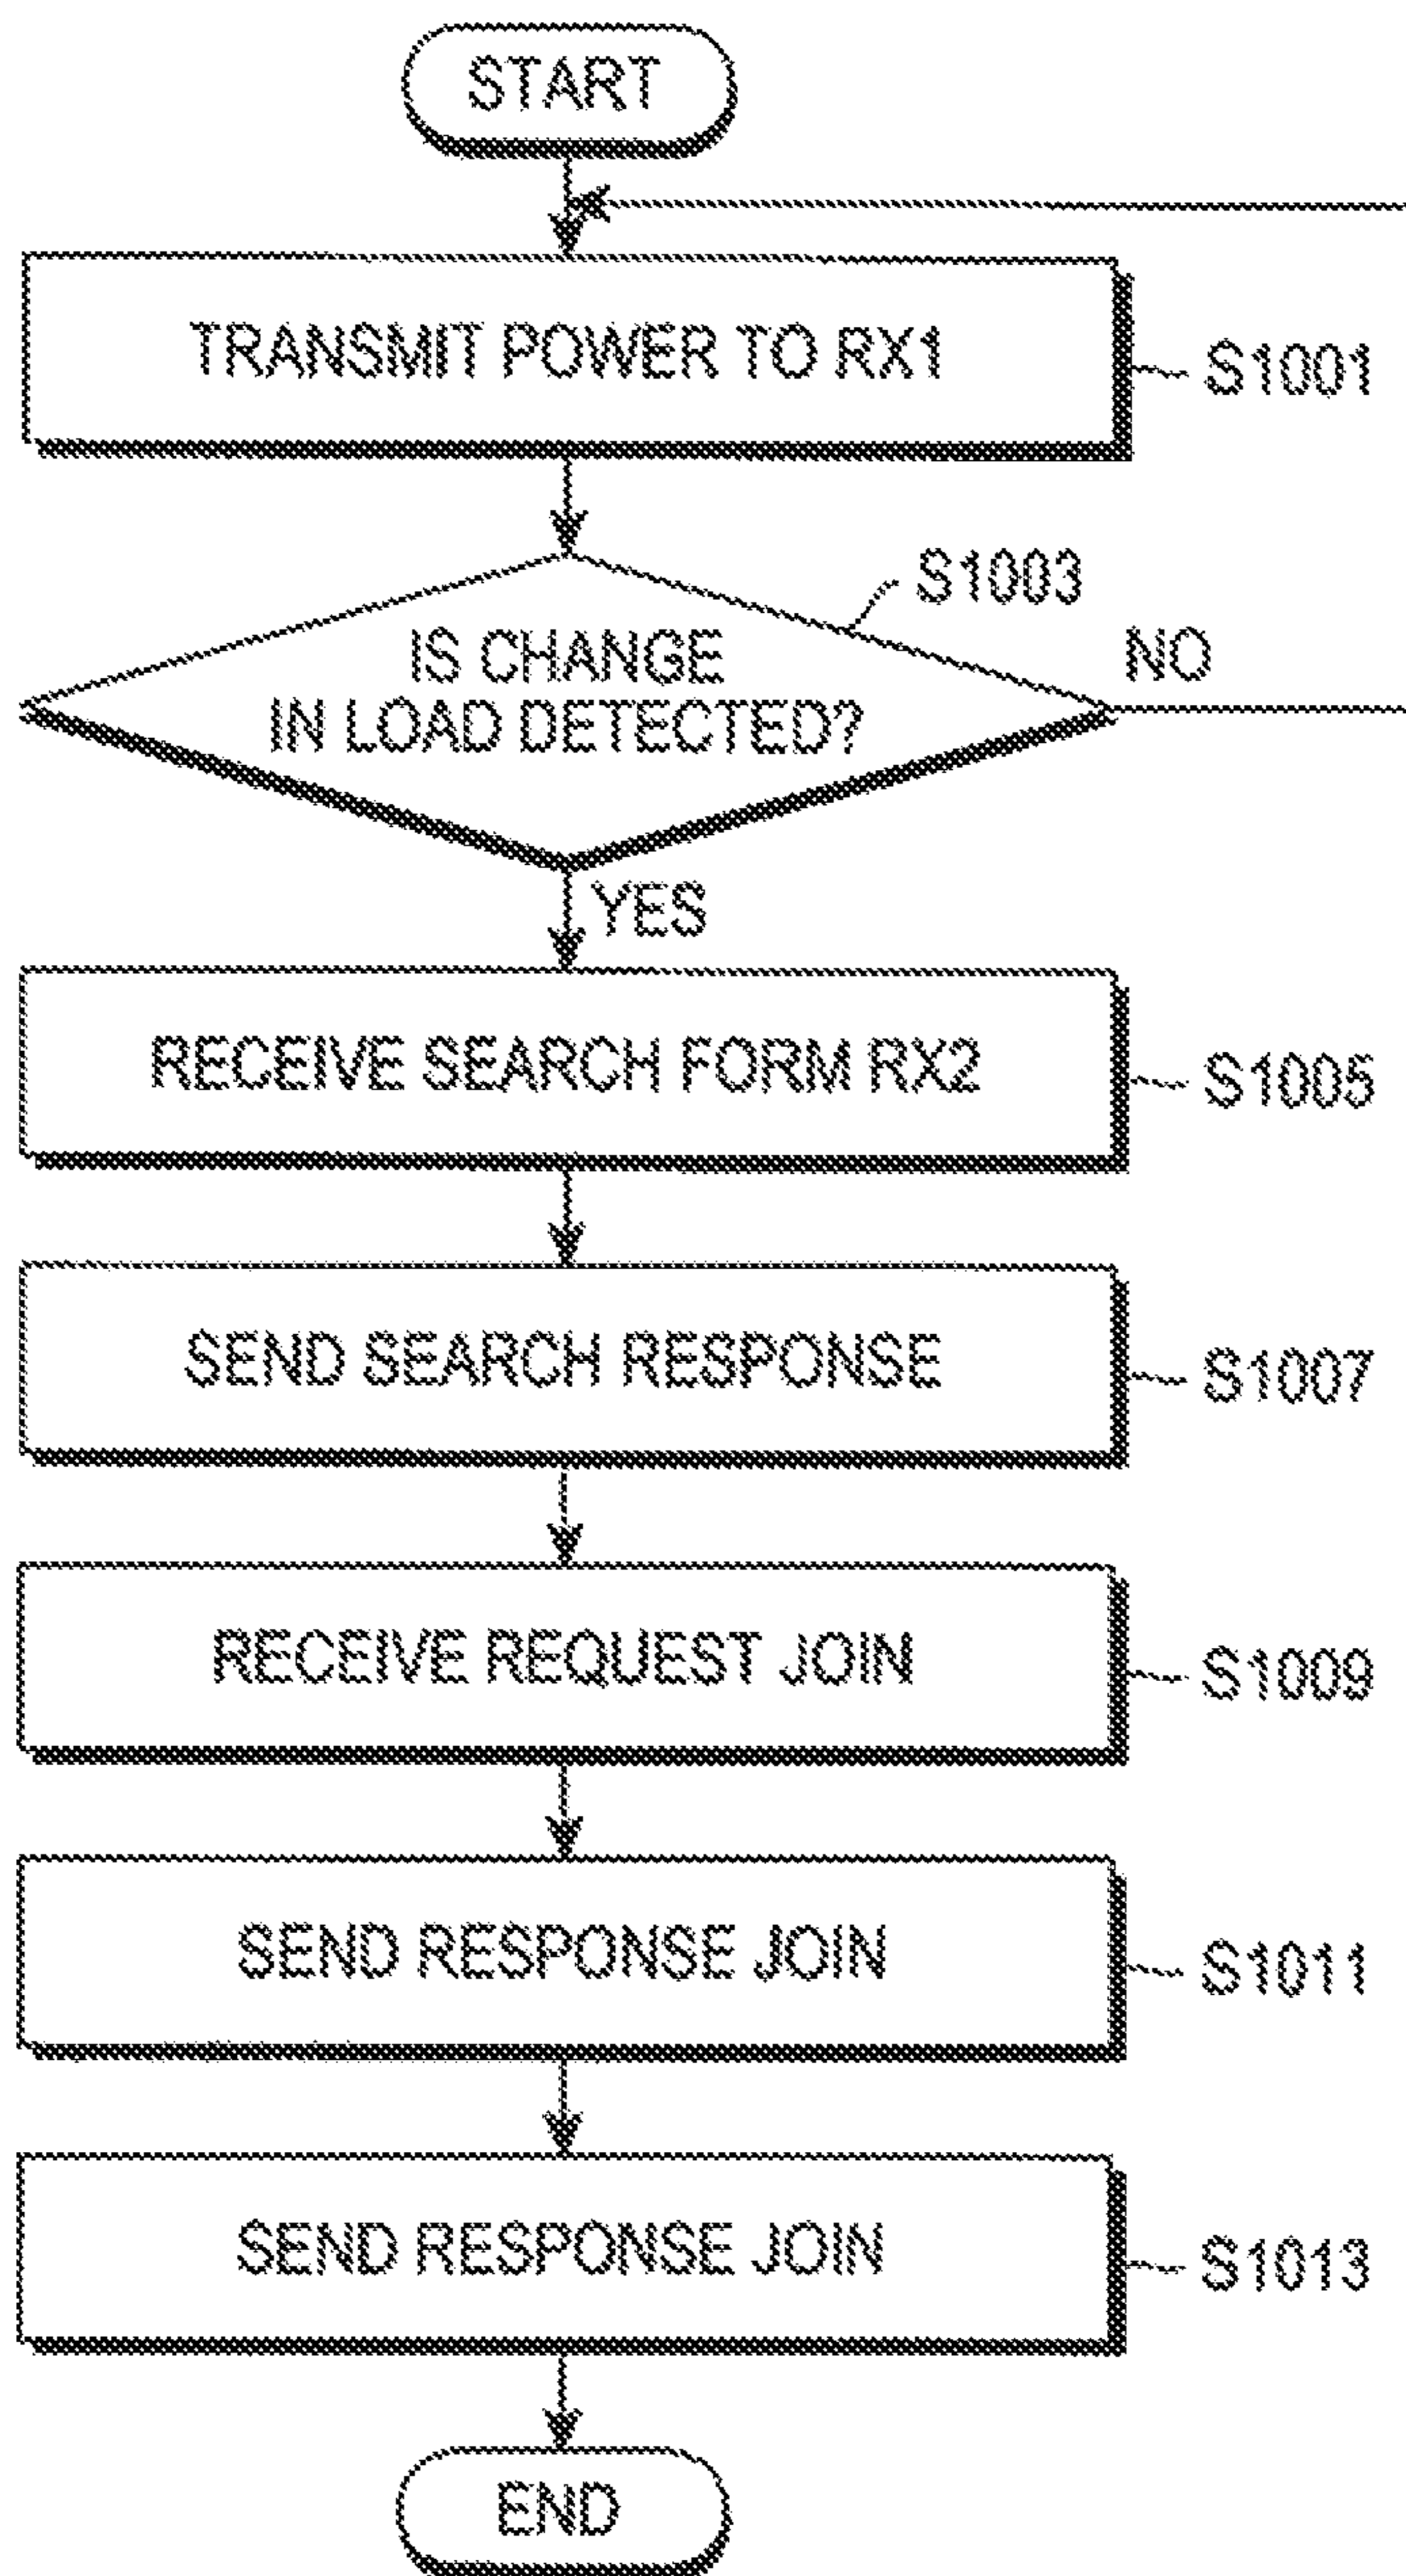 START
TRANSMIT POWER TO RX1
S1001
S1003
IS CHANGE
IN LOAD DETECTED?
NO
YES
RECEIVE SEARCH FORM RX2
S1005
SEND SEARCH RESPONSE
S1007
RECEIVE REQUEST JOIN
S1009
SEND RESPONSE JOIN
S1011
SEND RESPONSE JOIN
S1013
END